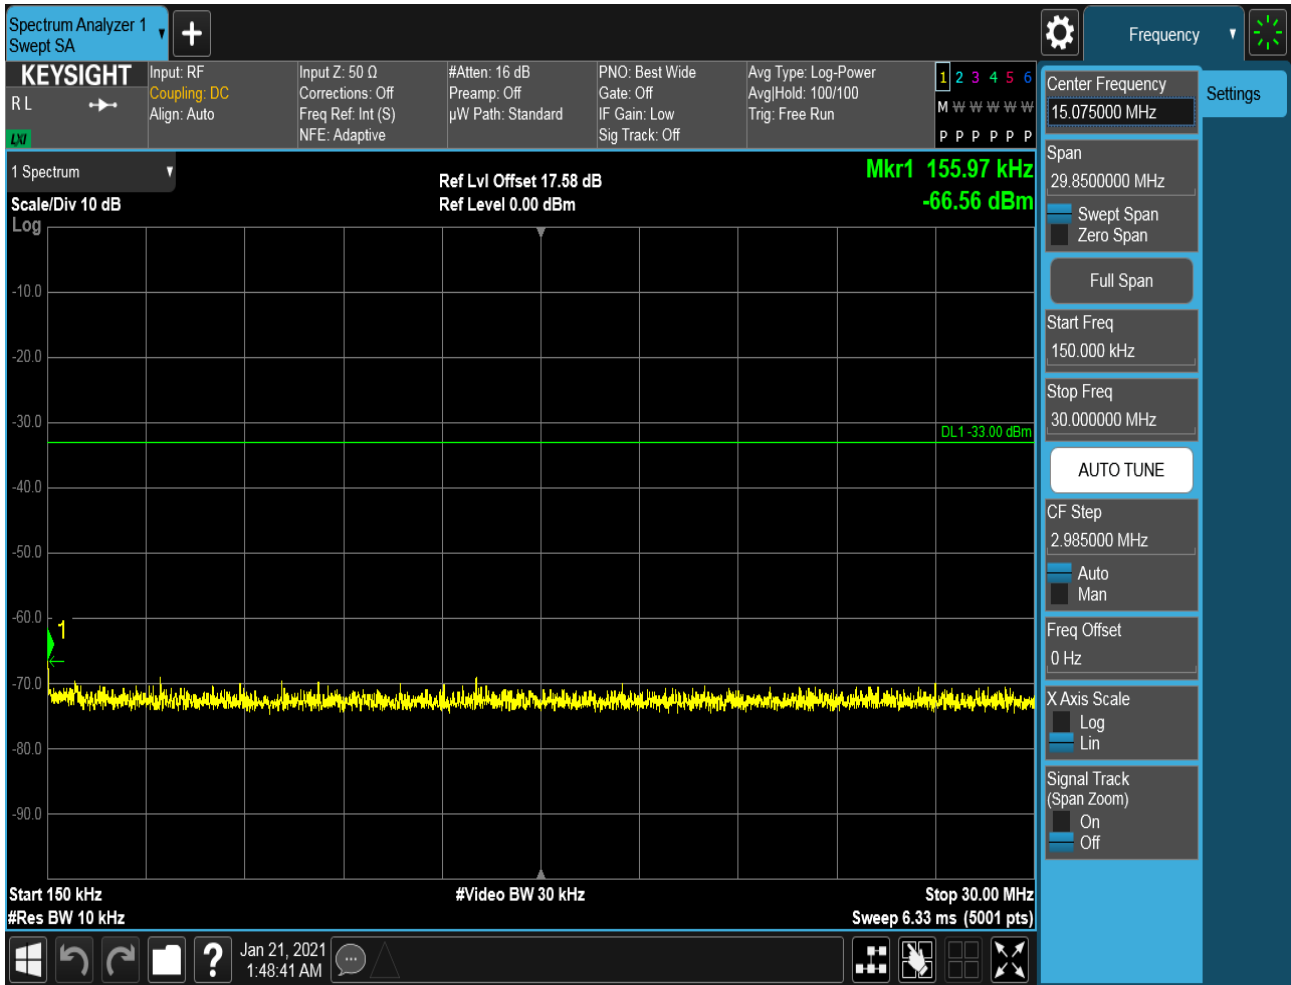 Spectrum Analyzer 1
Swept SA
Frequency
KEYSIGHT
R L
LXI
Input: RF
Coupling: DC
Align: Auto
Input Z: 50 Ω
Corrections: Off
Freq Ref: Int (S)
NFE: Adaptive
#Atten: 16 dB
Preamp: Off
µW Path: Standard
PNO: Best Wide
Gate: Off
IF Gain: Low
Sig Track: Off
Avg Type: Log-Power
Avg|Hold: 100/100
Trig: Free Run
1 2 3 4 5 6
M W W W W W
P P P P P P
1 Spectrum
Scale/Div 10 dB
Log
Ref Lvl Offset 17.58 dB
Ref Level 0.00 dBm
Mkr1 155.97 kHz
-66.56 dBm
-10.0
-20.0
-30.0
DL1 -33.00 dBm
-40.0
-50.0
-60.0
1
-70.0
-80.0
-90.0
Start 150 kHz
#Video BW 30 kHz
Stop 30.00 MHz
#Res BW 10 kHz
Sweep 6.33 ms (5001 pts)
Center Frequency
15.075000 MHz
Settings
Span
29.8500000 MHz
Swept Span
Zero Span
Full Span
Start Freq
150.000 kHz
Stop Freq
30.000000 MHz
AUTO TUNE
CF Step
2.985000 MHz
Auto
Man
Freq Offset
0 Hz
X Axis Scale
Log
Lin
Signal Track
(Span Zoom)
On
Off
?
Jan 21, 2021
1:48:41 AM